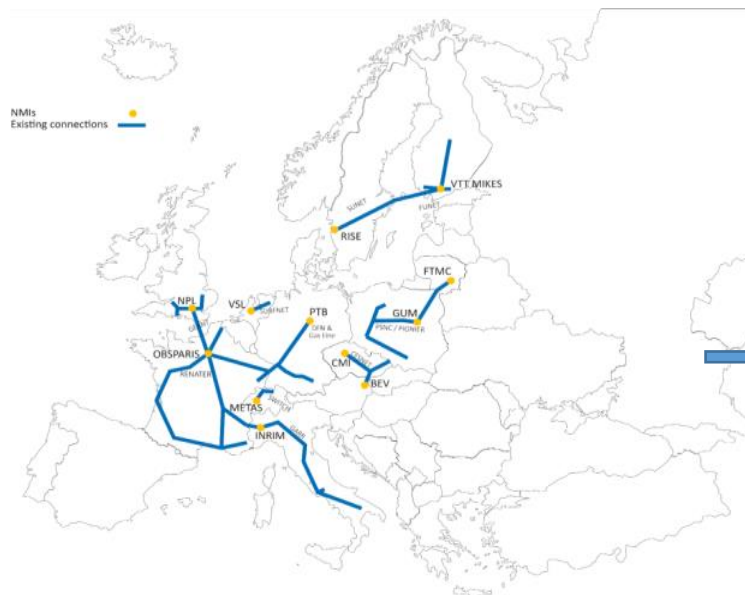 NMIs
Existing connections
VTT MIKES
SUNET
FUNET
RISE
FTMC
NPL
VSL
SURFNET
PTB
DFN &
Gas line
GUM
PSNC / PIONIER
OBSPARIS
RENATER
CMI
CESNET
BEV
METAS
SWITCH
INRIM
GARR